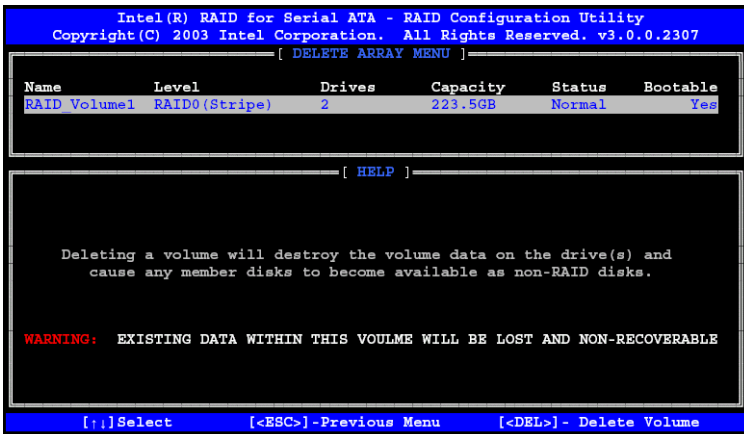 Intel(R) RAID for Serial ATA - RAID Configuration Utility
Copyright(C) 2003 Intel Corporation. All Rights Reserved. v3.0.0.2307
[ DELETE ARRAY MENU ]
Name Level Drives Capacity Status Bootable
RAID_Volume1 RAID0(Stripe) 2 223.5GB Normal Yes
[ HELP ]
Deleting a volume will destroy the volume data on the drive(s) and
cause any member disks to become available as non-RAID disks.
WARNING: EXISTING DATA WITHIN THIS VOULME WILL BE LOST AND NON-RECOVERABLE
[↑↓]Select [<ESC>]-Previous Menu [<DEL>]- Delete Volume